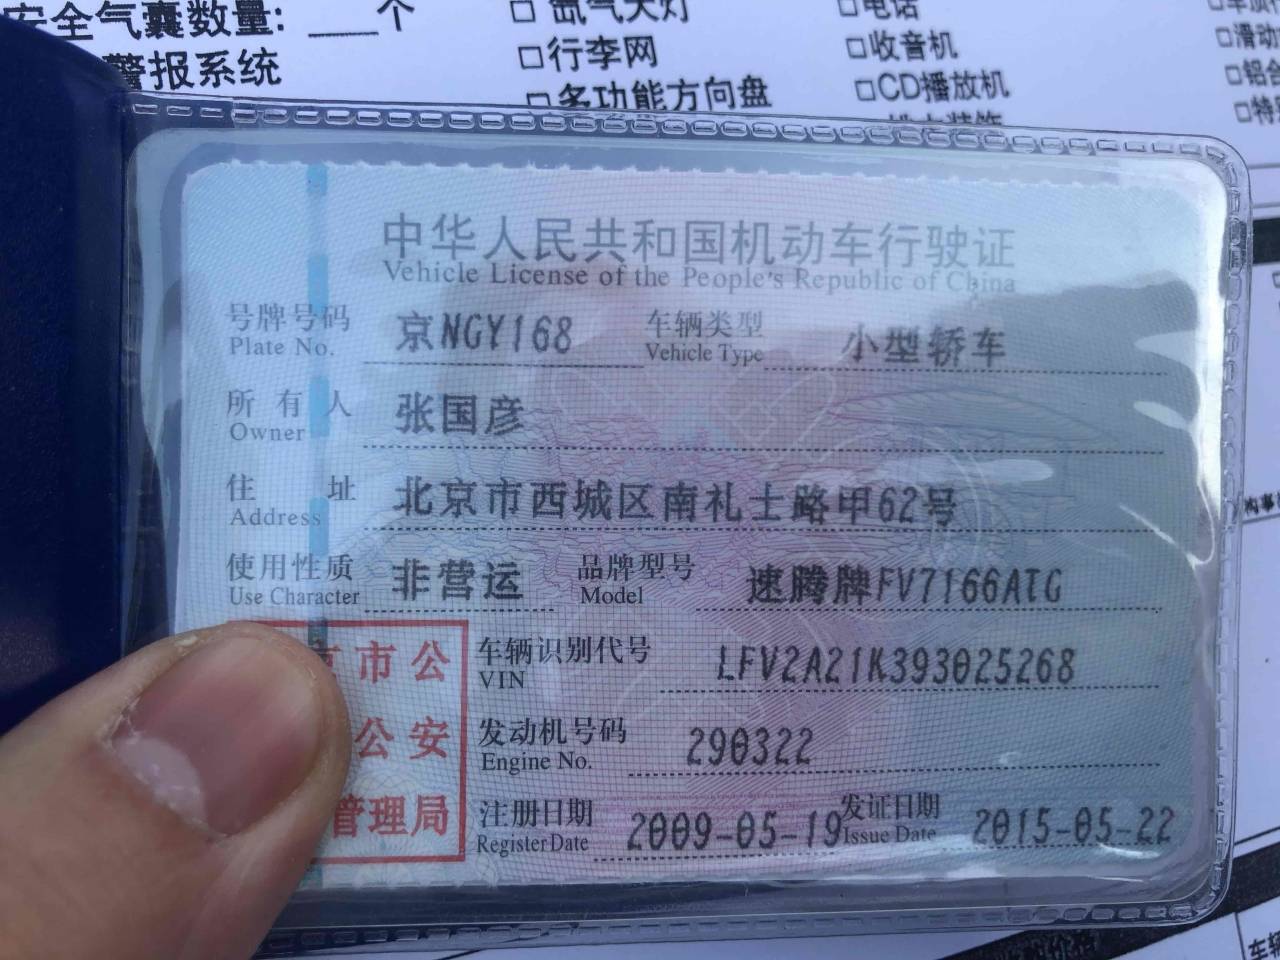 安全气囊数量: ___个
警报系统
□氙气大灯
□行李网
□多功能方向盘
□电话
□收音机
□CD播放机
□滑动
中华人民共和国机动车行驶证
Vehicle License of the People's Republic of China
号牌号码 京NGY168 车辆类型 小型轿车
Plate No. Vehicle Type
所有人 张国彦
Owner
住址 北京市西城区南礼士路甲62号
Address
使用性质 非营运 品牌型号 速腾牌FV7166ATG
Use Character Model
市公
公安
管理局
车辆识别代号 LFV2A21K393025268
VIN
发动机号码 290322
Engine No.
注册日期 2009-05-19 发证日期 2015-05-22
Register Date Issue Date